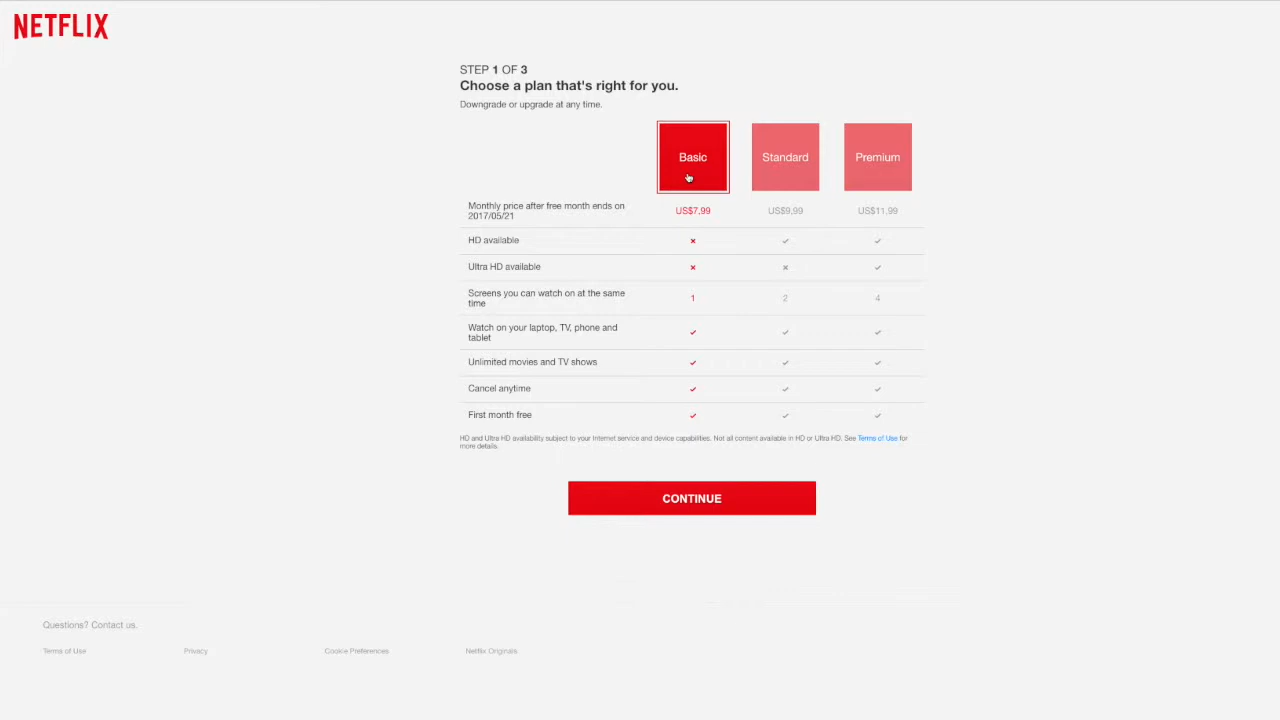 NETFLIX
STEP 1 OF 3
Choose a plan that's right for you.
Downgrade or upgrade at any time.
Basic Standard Premium
Monthly price after free month ends on
2017/05/21
US$7,99 US$9,99 US$11,99
HD available
Ultra HD available
Screens you can watch on at the same
time
1 2 4
Watch on your laptop, TV, phone and
tablet
Unlimited movies and TV shows
Cancel anytime
First month free
HD and Ultra HD availability subject to your Internet service and device capabilities. Not all content available in HD or Ultra HD. See Terms of Use for
more details.
CONTINUE
Questions? Contact us.
Terms of Use Privacy Cookie Preferences Netflix Originals